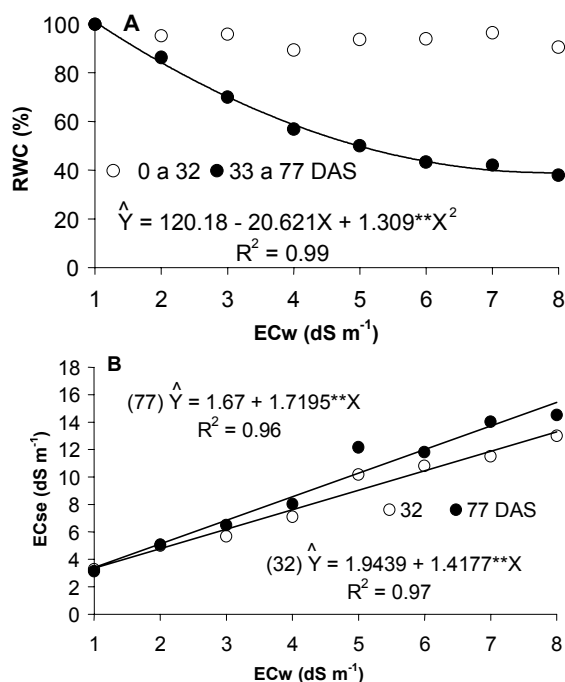 A
100
80
60
40
20
0
RWC (%)
○ 0 a 32 ● 33 a 77 DAS
Ŷ = 120.18 - 20.621X + 1.309**X²
R² = 0.99
1 2 3 4 5 6 7 8
ECw (dS m⁻¹)
B
18
16
14
12
10
8
6
4
2
0
ECse (dS m⁻¹)
(77) Ŷ = 1.67 + 1.7195**X
R² = 0.96
○ 32 ● 77 DAS
(32) Ŷ = 1.9439 + 1.4177**X
R² = 0.97
1 2 3 4 5 6 7 8
ECw (dS m⁻¹)